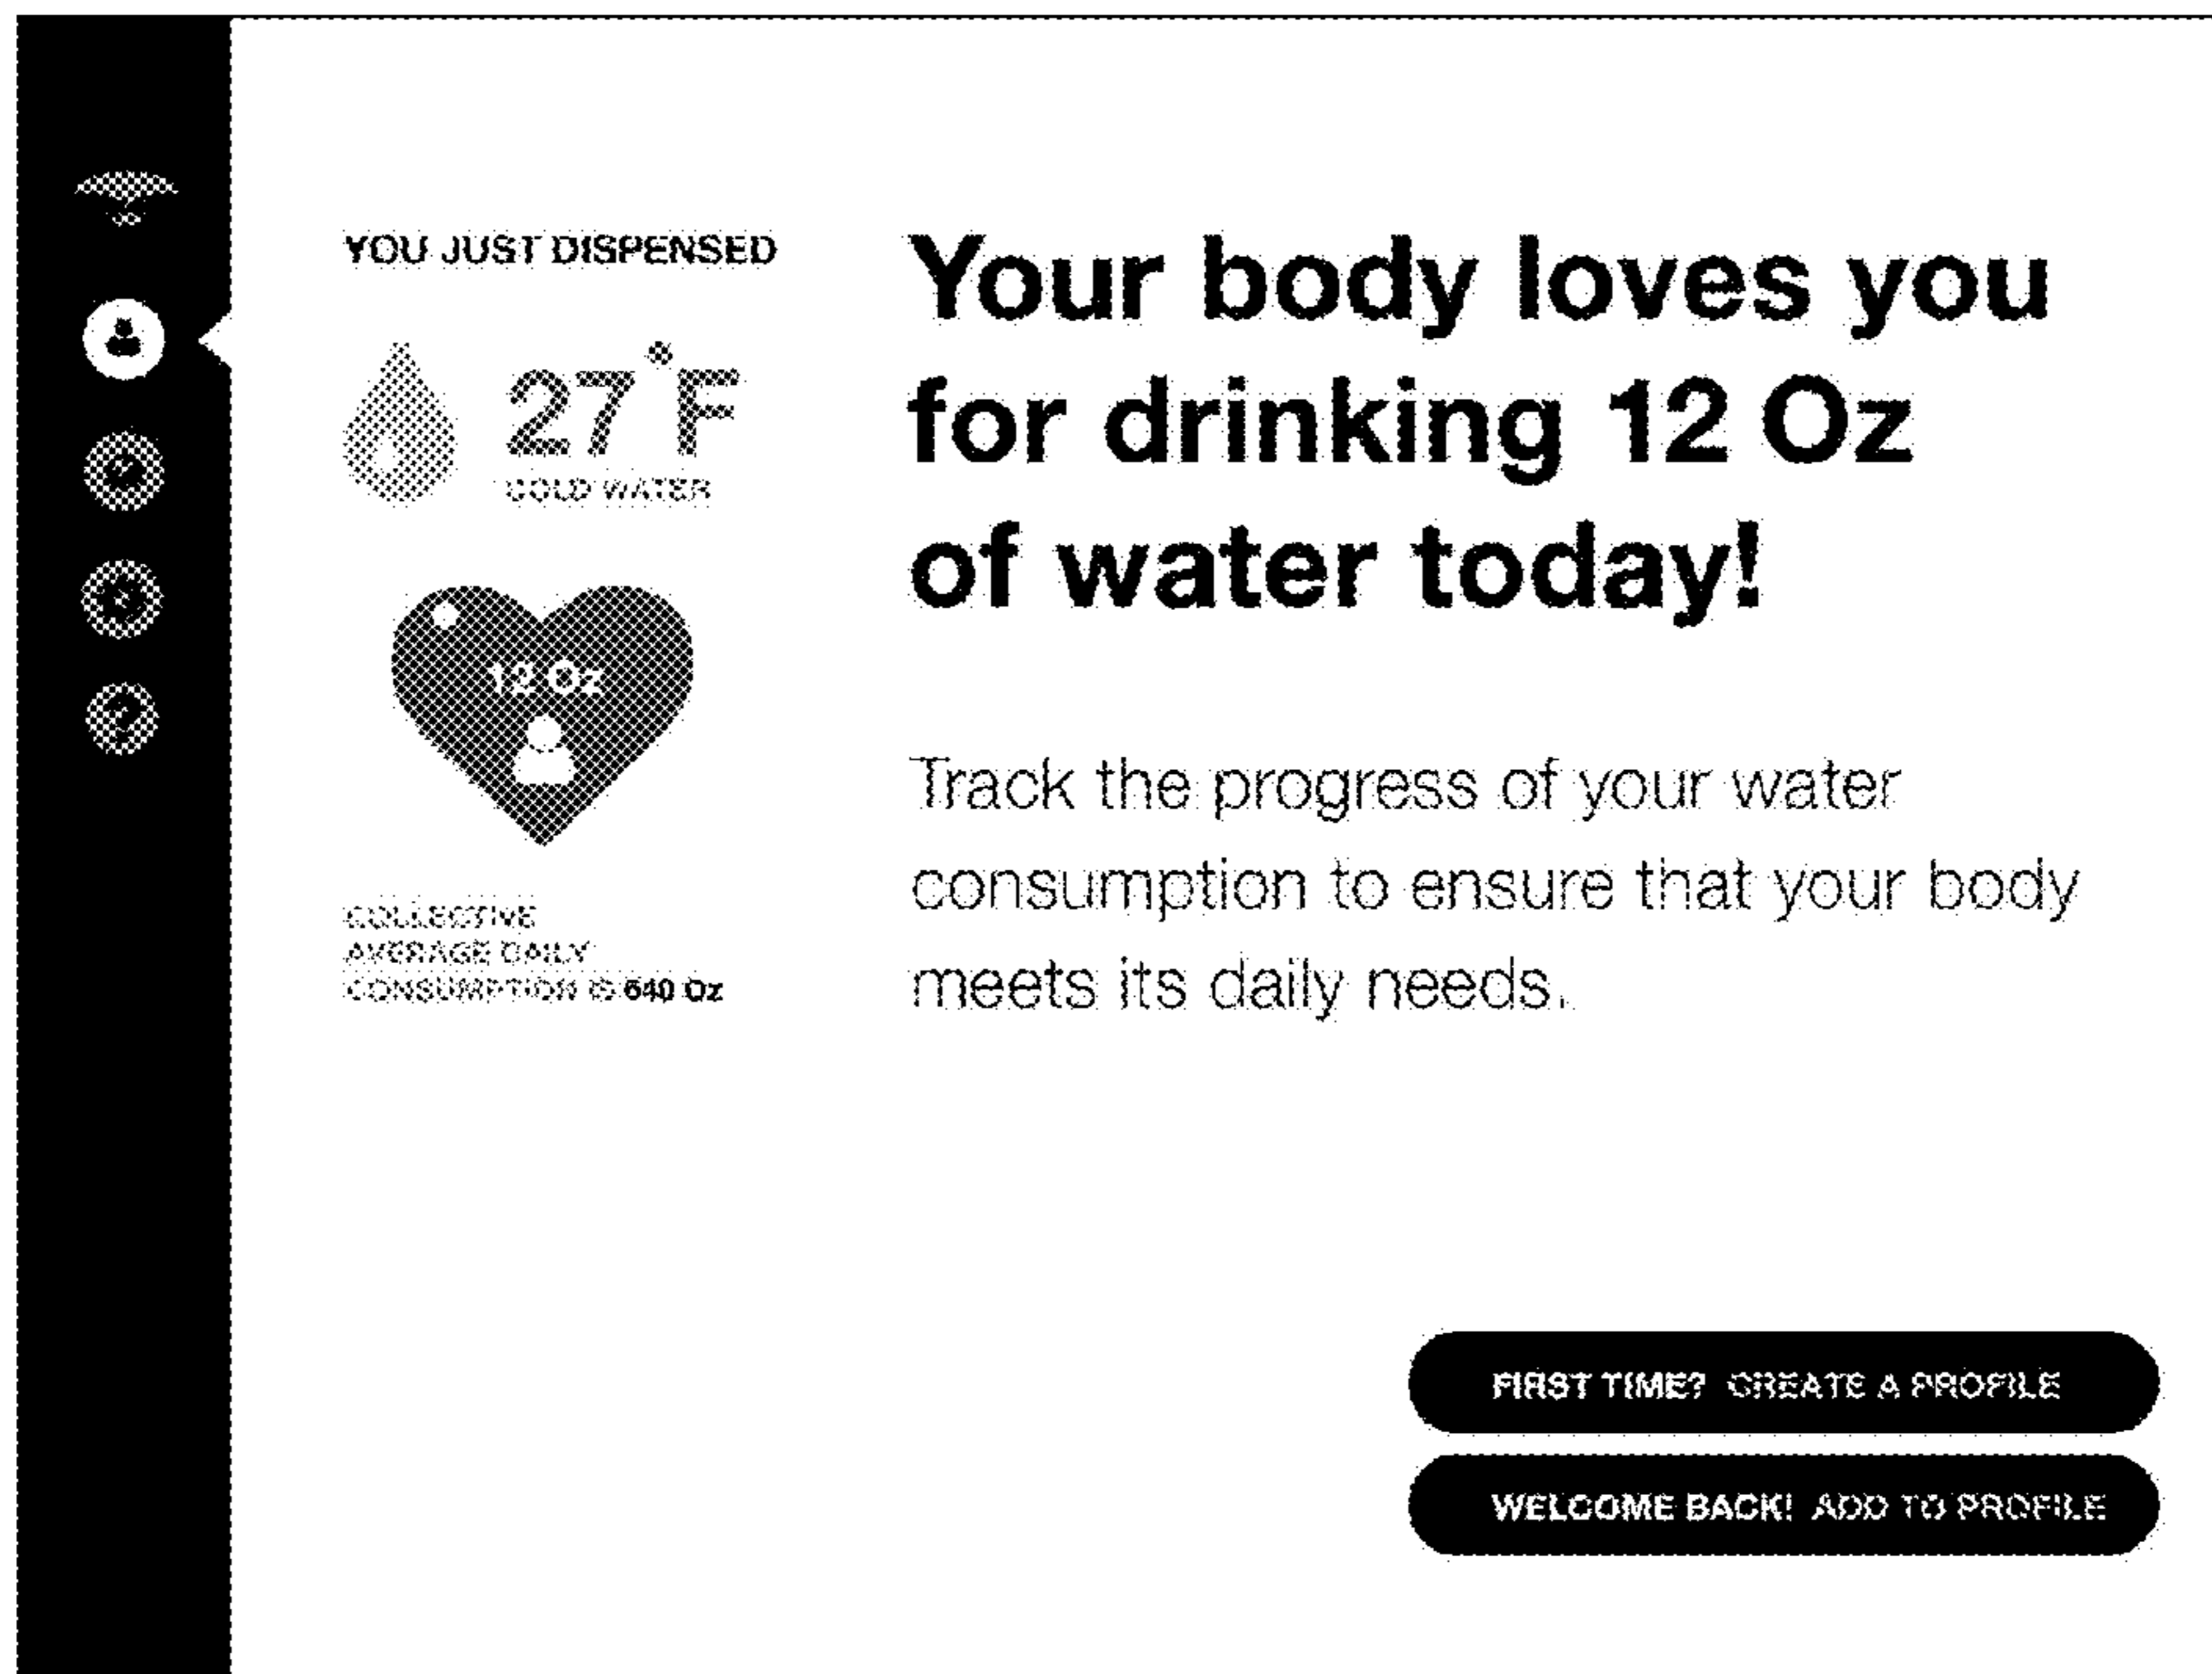 YOU JUST DISPENSED
27°F
COLD WATER
12 Oz
COLLECTIVE
AVERAGE DAILY
CONSUMPTION IS 640 Oz
Your body loves you
for drinking 12 Oz
of water today!
Track the progress of your water
consumption to ensure that your body
meets its daily needs.
FIRST TIME? CREATE A PROFILE
WELCOME BACK! ADD TO PROFILE